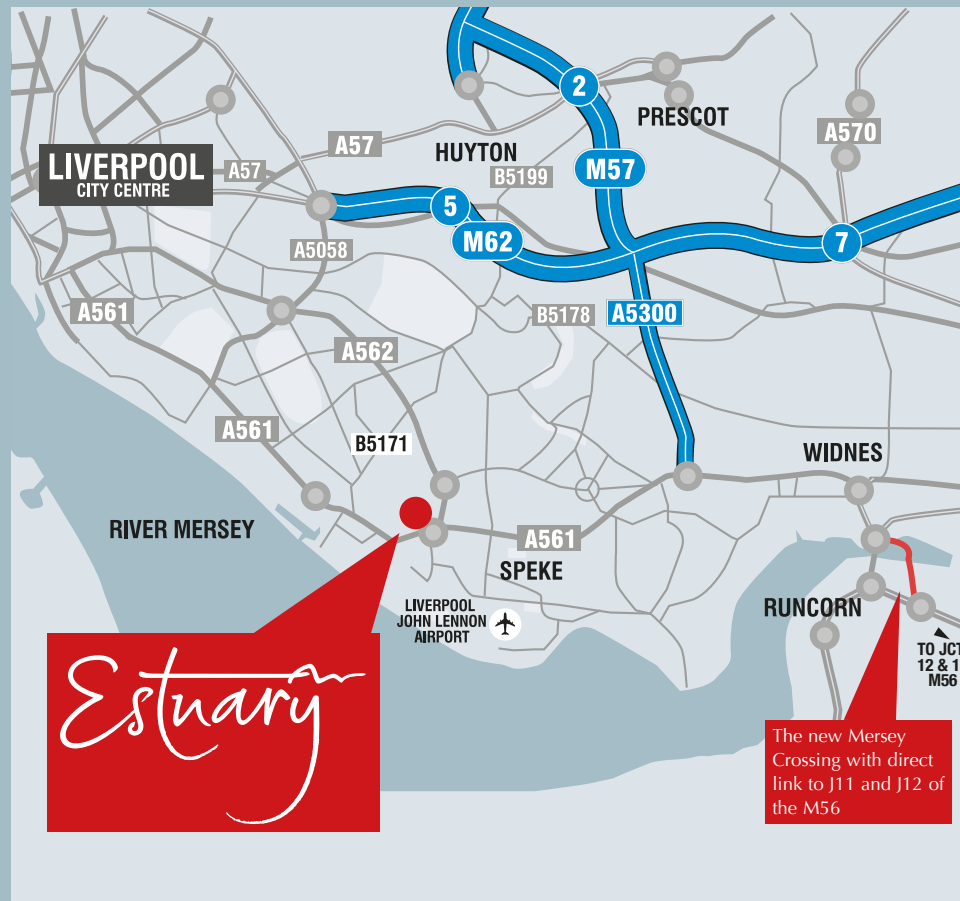 2
PRESCOT
A570
A57
HUYTON
LIVERPOOL
CITY CENTRE
A57
B5199
M57
5
M62
7
A5058
A561
B5178
A5300
A562
A561
B5171
WIDNES
RIVER MERSEY
A561
SPEKE
LIVERPOOL
JOHN LENNON
AIRPORT
RUNCORN
TO JCT
12 & 1
M56
Estuary
The new Mersey
Crossing with direct
link to J11 and J12 of
the M56